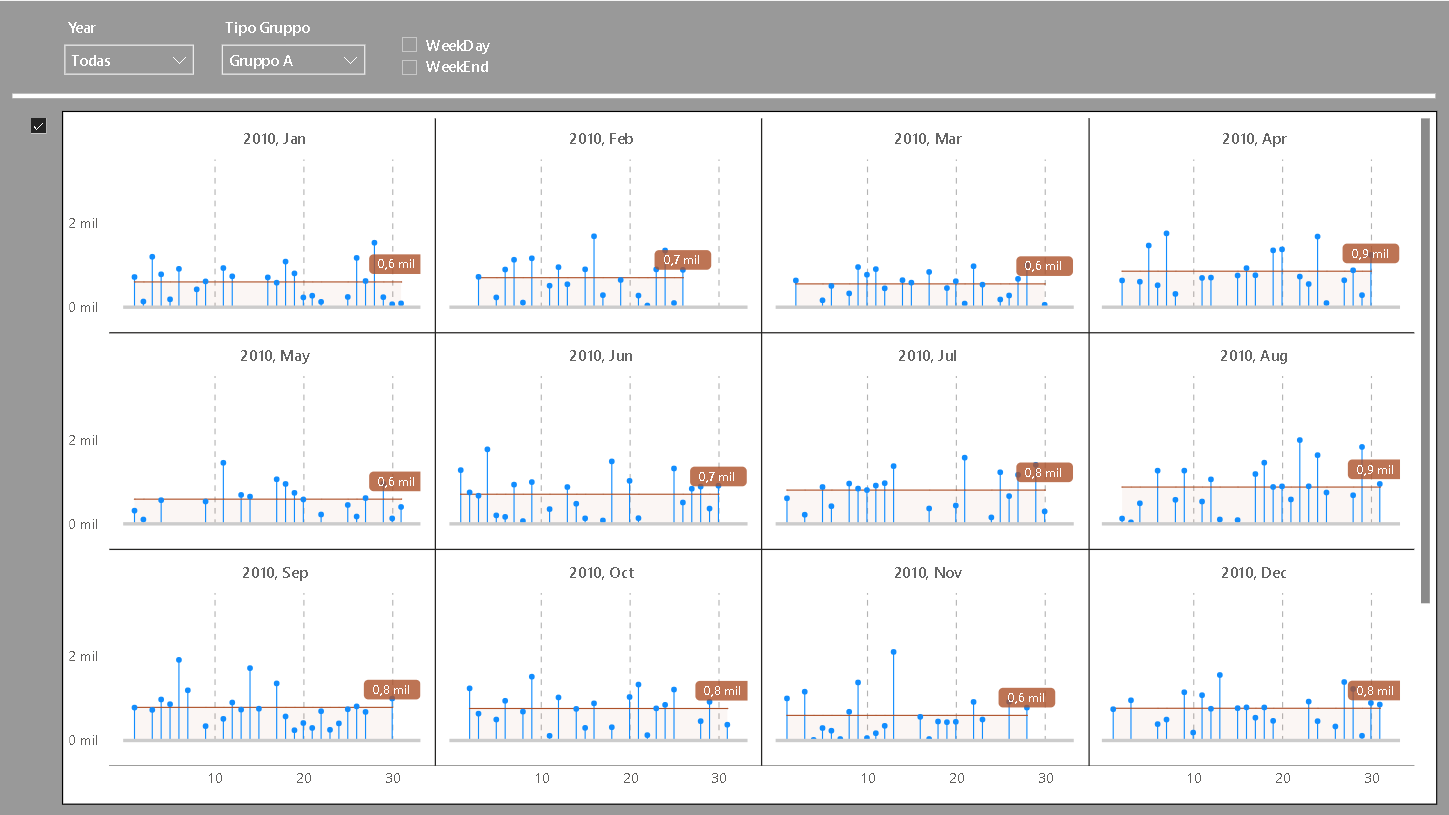 Year
Tipo Gruppo
Todas
Gruppo A
WeekDay
WeekEnd
2010, Jan
2010, Feb
2010, Mar
2010, Apr
2 mil
0,6 mil
0,7 mil
0,6 mil
0,9 mil
0 mil
2010, May
2010, Jun
2010, Jul
2010, Aug
2 mil
0,6 mil
0,7 mil
0,8 mil
0,9 mil
0 mil
2010, Sep
2010, Oct
2010, Nov
2010, Dec
2 mil
0,8 mil
0,8 mil
0,6 mil
0,8 mil
0 mil
10 20 30
10 20 30
10 20 30
10 20 30